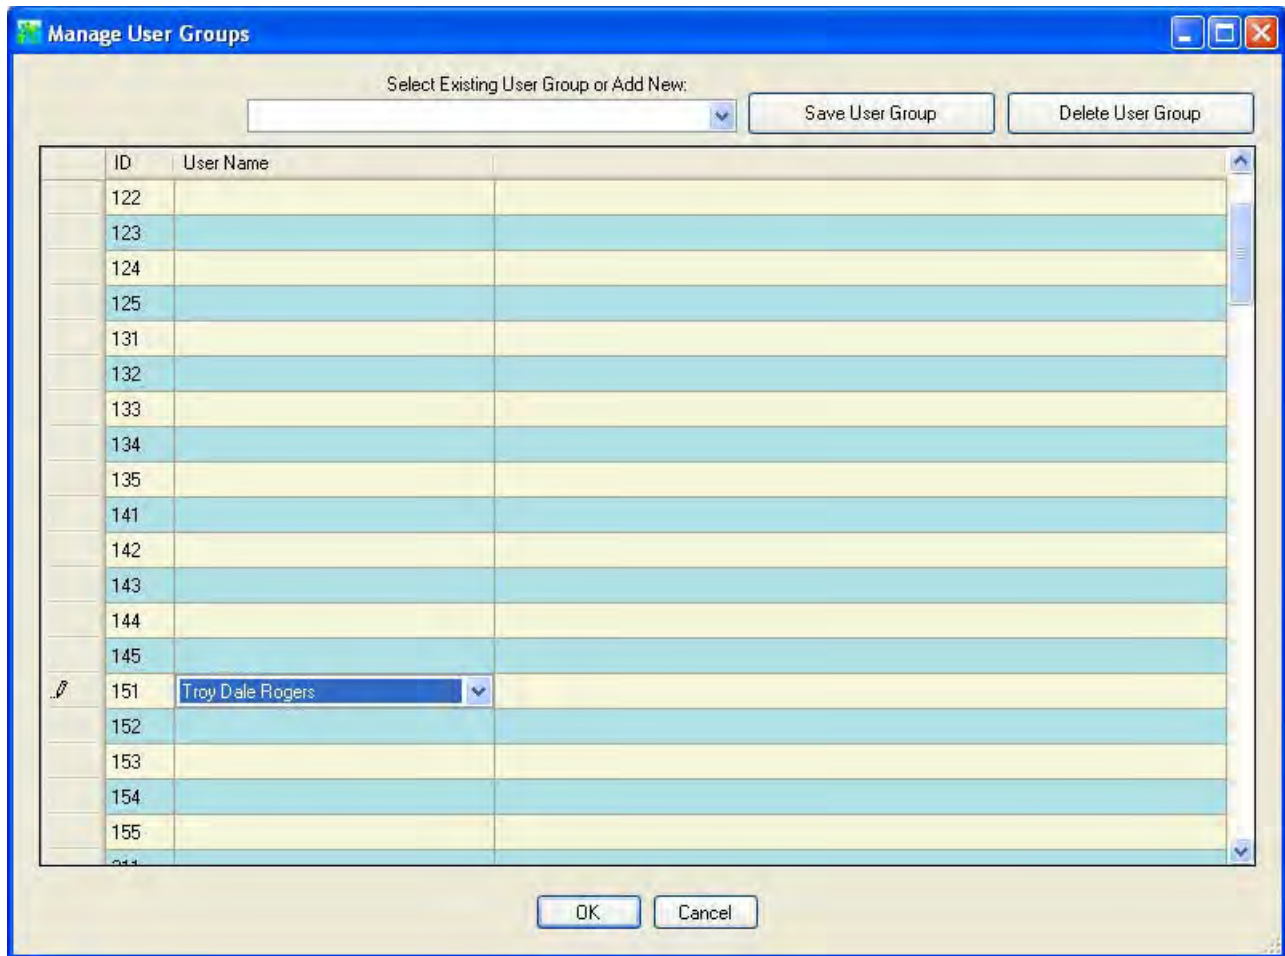 Manage User Groups
Select Existing User Group or Add New:
Save User Group
Delete User Group
ID User Name
122
123
124
125
131
132
133
134
135
141
142
143
144
145
151 Troy Dale Rogers
152
153
154
155
OK
Cancel